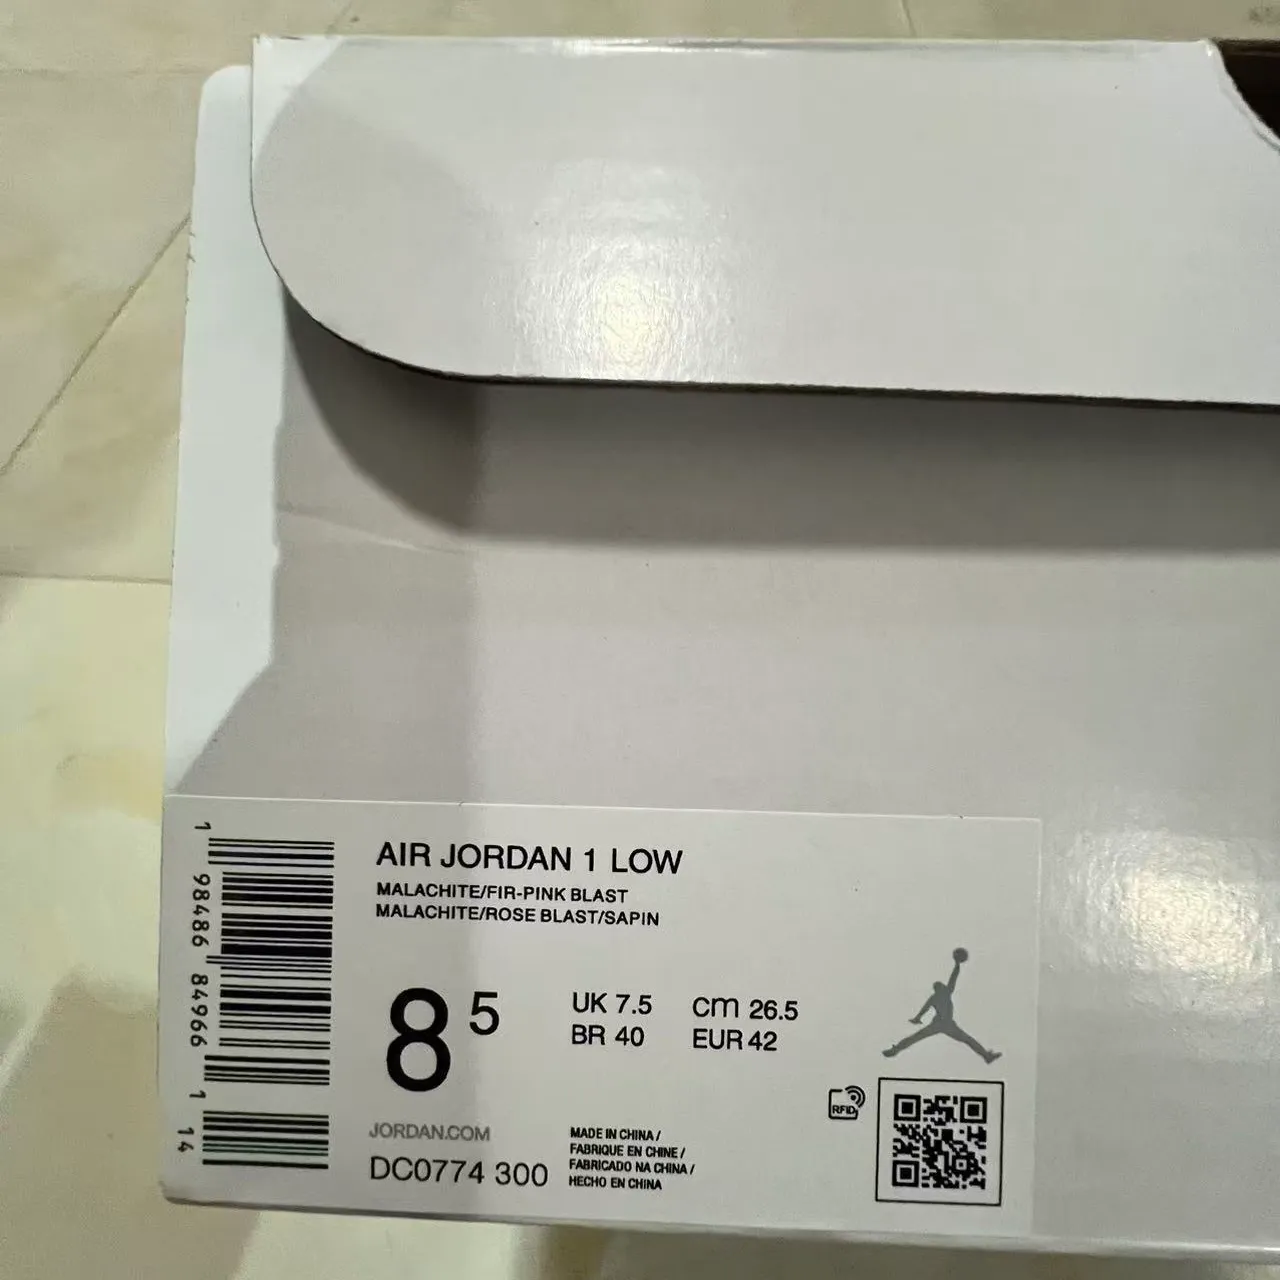 AIR JORDAN 1 LOW
MALACHITE/FIR-PINK BLAST
MALACHITE/ROSE BLAST/SAPIN
8 5
UK 7.5 cm 26.5
BR 40 EUR 42
RFID
JORDAN.COM
DC0774 300
MADE IN CHINA /
FABRIQUE EN CHINE /
FABRICADO NA CHINA /
HECHO EN CHINA
1 98486 84966 1 14